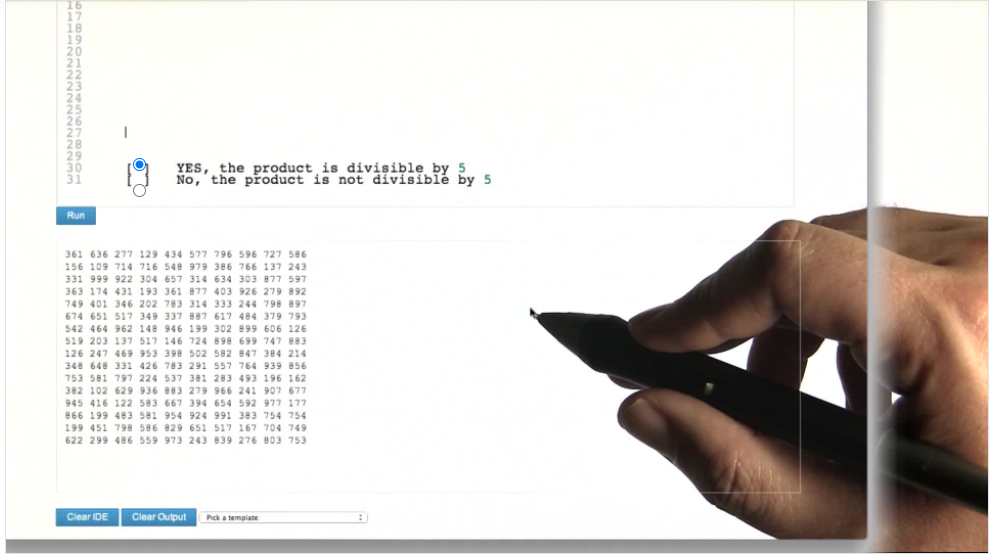 16
17
18
19
20
21
22
23
24
25
26
27
28
29
30 [ ] YES, the product is divisible by 5
31 [ ] No, the product is not divisible by 5
Run
361 636 277 129 434 577 796 596 727 586
156 109 714 716 548 979 386 766 137 243
331 999 922 304 657 314 634 303 877 597
363 174 431 193 361 877 403 926 279 892
749 401 346 202 783 314 333 244 798 897
674 651 517 349 337 887 617 484 379 793
542 464 962 148 946 199 302 899 606 126
519 203 137 517 146 724 898 699 747 883
126 247 469 953 398 502 582 847 384 214
348 648 331 426 783 291 557 764 939 856
753 581 797 224 537 381 283 493 196 162
382 102 629 936 883 279 966 241 907 677
945 416 122 583 667 394 654 592 977 177
866 199 483 581 954 924 991 383 754 754
199 451 798 586 829 651 517 167 704 749
622 299 486 559 973 243 839 276 803 753
Clear IDE Clear Output Pick a template: